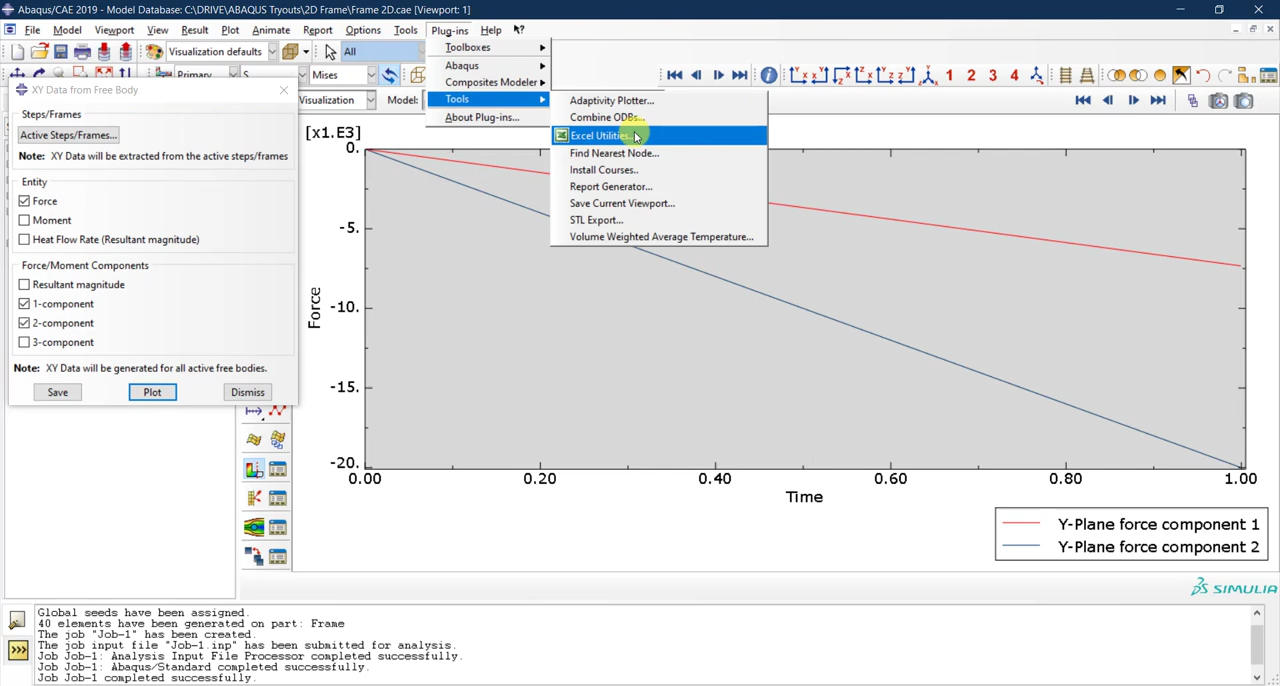 Abaqus/CAE 2019 - Model Database: C:\DRIVE\ABAQUS Tryouts\2D Frame\Frame 2D.cae [Viewport: 1]
File Model Viewport View Result Plot Animate Report Options Tools Plug-ins Help
Visualization defaults All
Toolboxes
Abaqus
Composites Modeler
Tools
About Plug-ins...
Primary S Mises
1 2 3 4
Visualization Model:
Adaptivity Plotter...
Combine ODBs...
Excel Utilities...
Find Nearest Node...
Install Courses..
Report Generator...
Save Current Viewport...
STL Export...
Volume Weighted Average Temperature...
XY Data from Free Body
Steps/Frames
Active Steps/Frames...
Note: XY Data will be extracted from the active steps/frames
Entity
Force
Moment
Heat Flow Rate (Resultant magnitude)
Force/Moment Components
Resultant magnitude
1-component
2-component
3-component
Note: XY Data will be generated for all active free bodies.
Save Plot Dismiss
[x1.E3]
0.
-5.
-10.
-15.
-20.
Force
0.00 0.20 0.40 0.60 0.80 1.00
Time
Y-Plane force component 1
Y-Plane force component 2
SIMULIA
Global seeds have been assigned.
40 elements have been generated on part: Frame
The job "Job-1" has been created.
The job input file "Job-1.inp" has been submitted for analysis.
Job Job-1: Analysis Input File Processor completed successfully.
Job Job-1: Abaqus/Standard completed successfully.
Job Job-1 completed successfully.